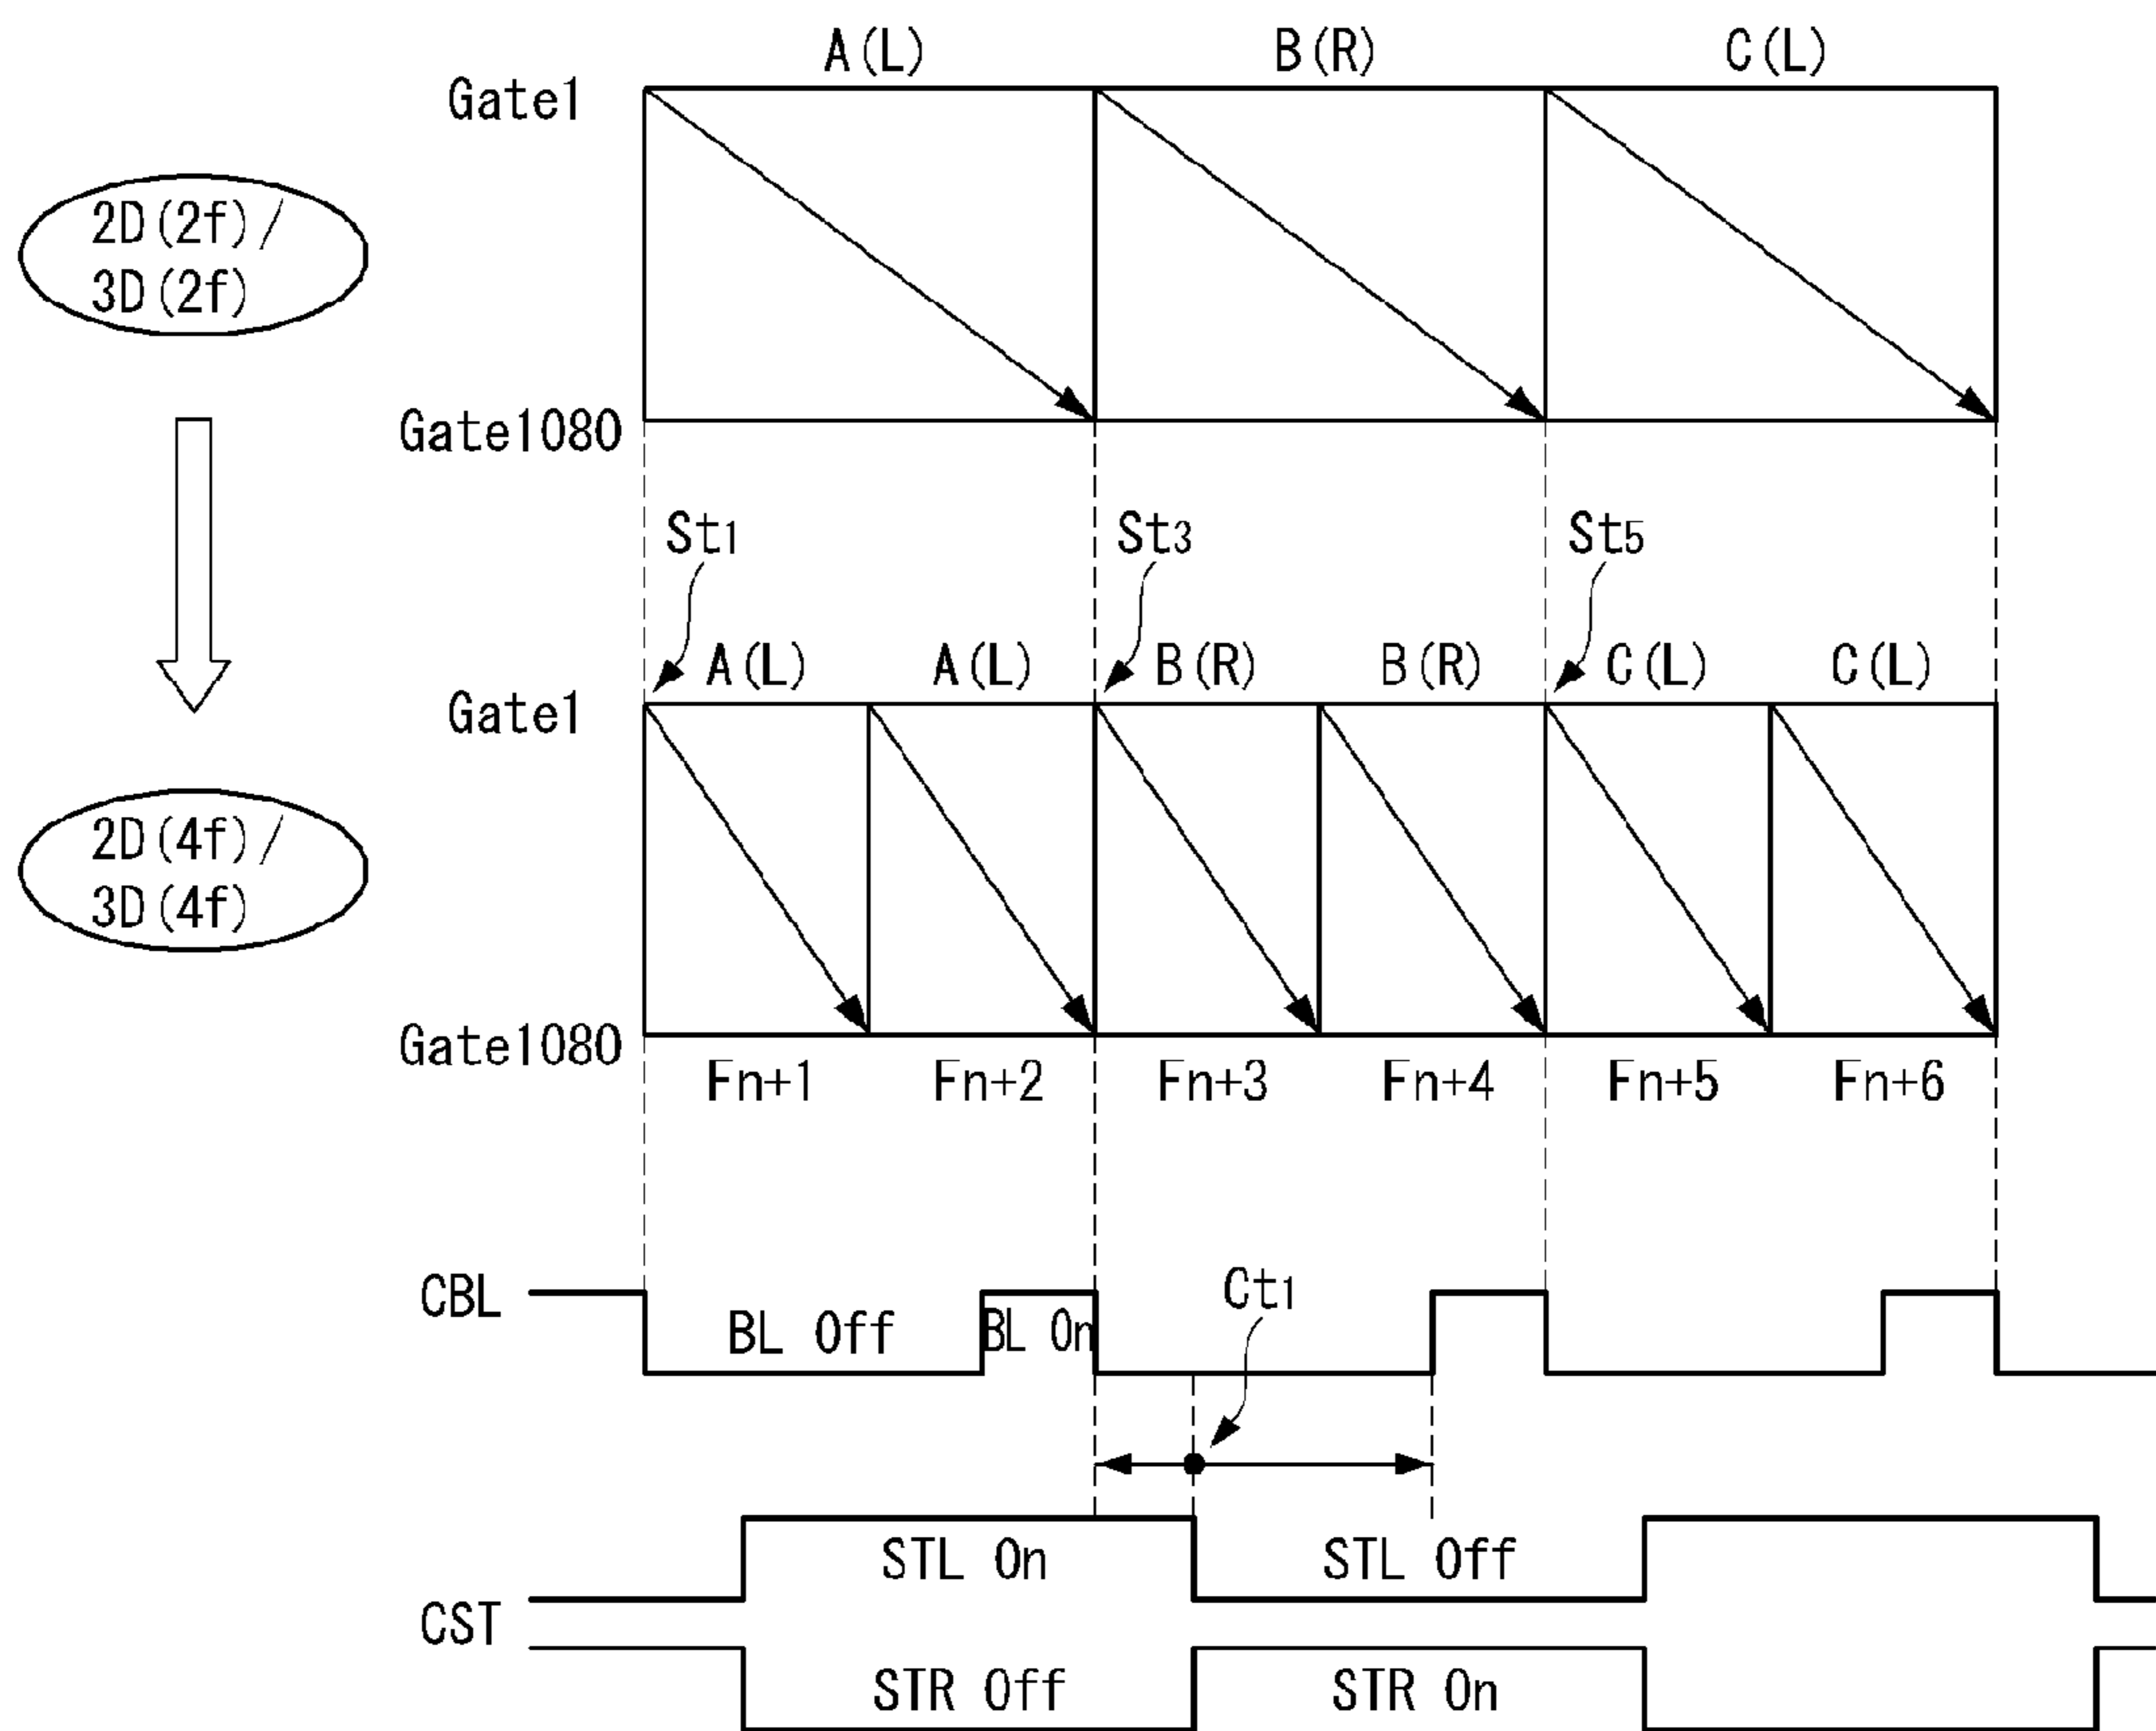 A(L) B(R) C(L)
Gate1
2D(2f)/
3D(2f)
Gate1080
St1 St3 St5
A(L) A(L) B(R) B(R) C(L) C(L)
Gate1
2D(4f)/
3D(4f)
Gate1080
Fn+1 Fn+2 Fn+3 Fn+4 Fn+5 Fn+6
CBL
Ct1
BL Off BL On
STL On STL Off
CST
STR Off STR On